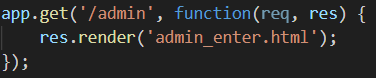 app.get('/admin', function(req, res) {
    res.render('admin_enter.html');
});